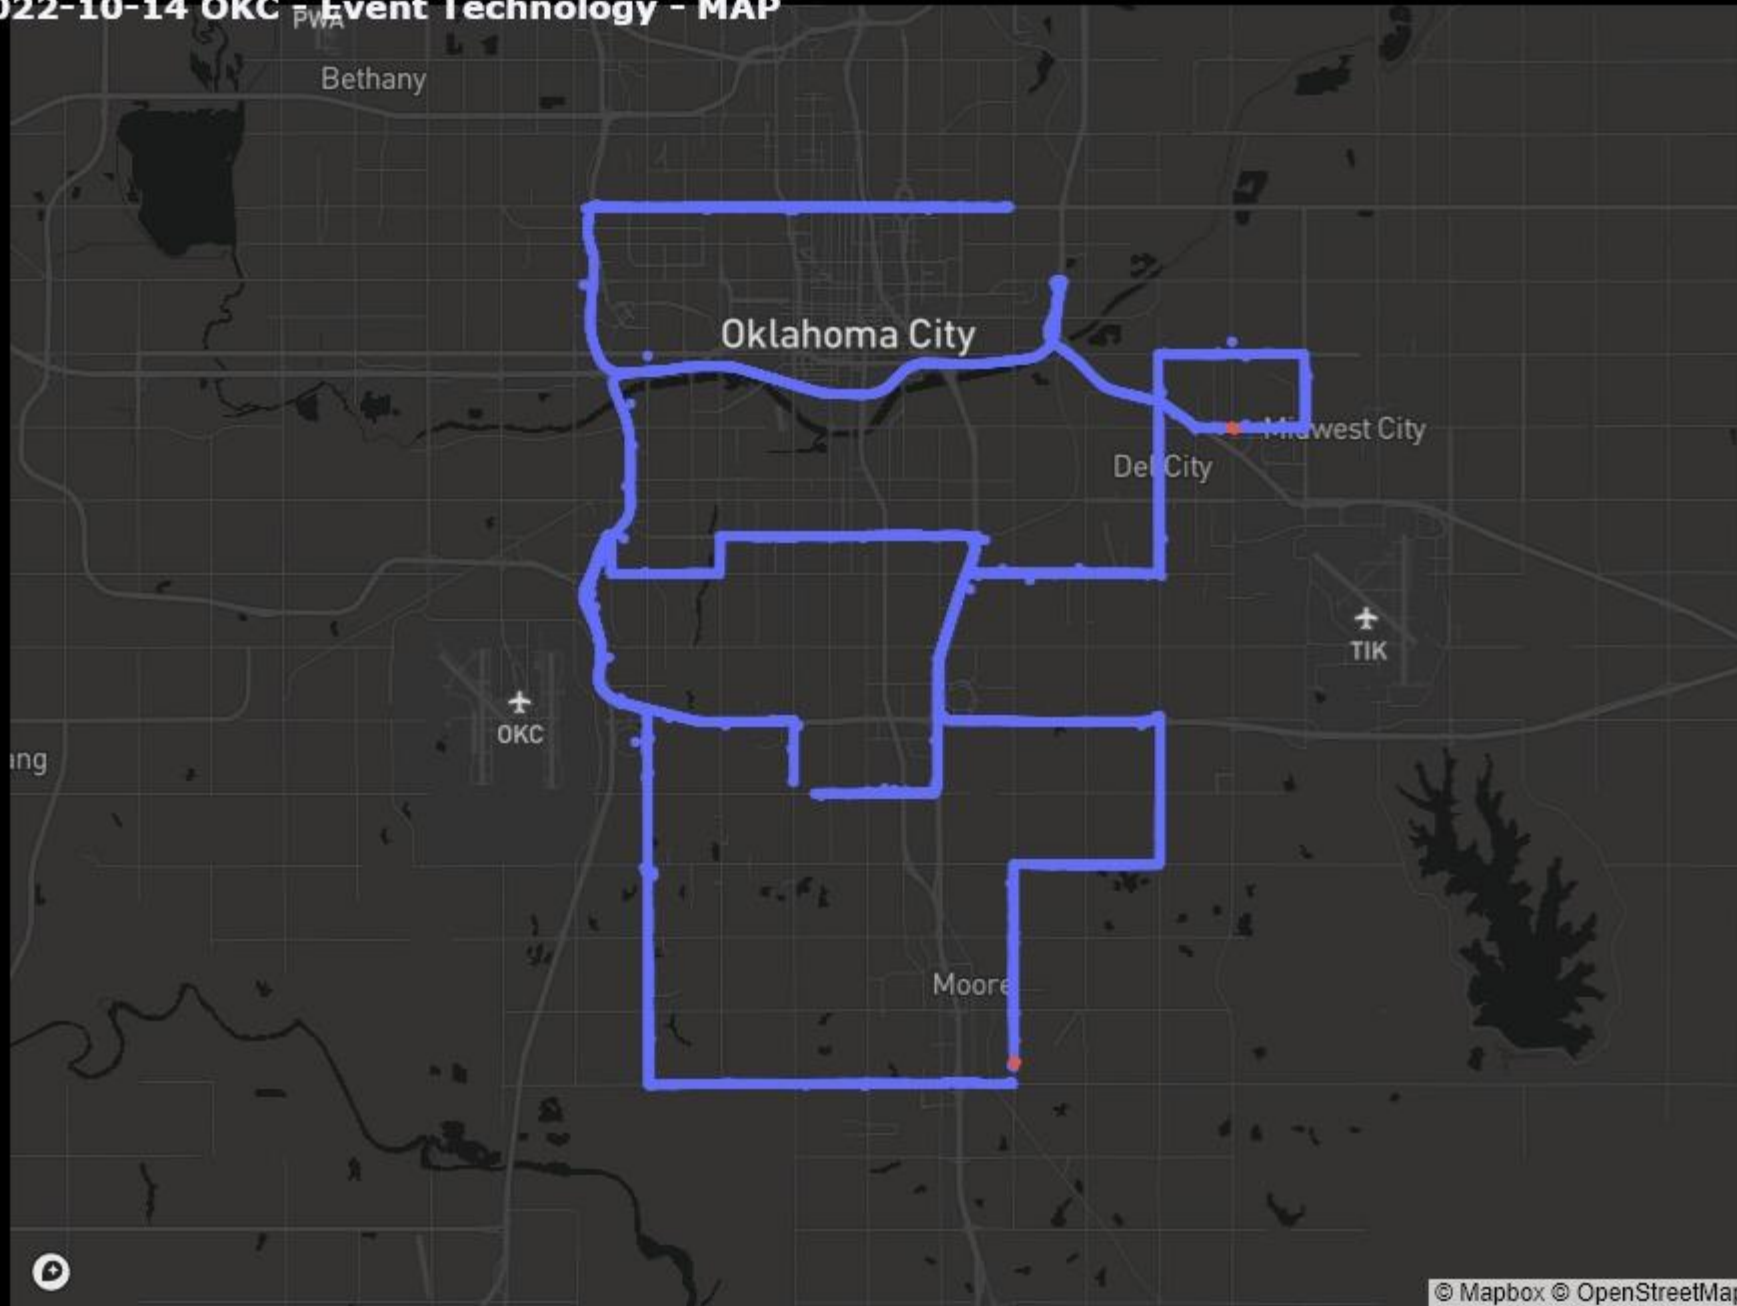 022-10-14 OKC - Event Technology - MAP
PWA
Bethany
Oklahoma City
Midwest City
Del City
TIK
OKC
ang
Moore
© Mapbox © OpenStreetMap